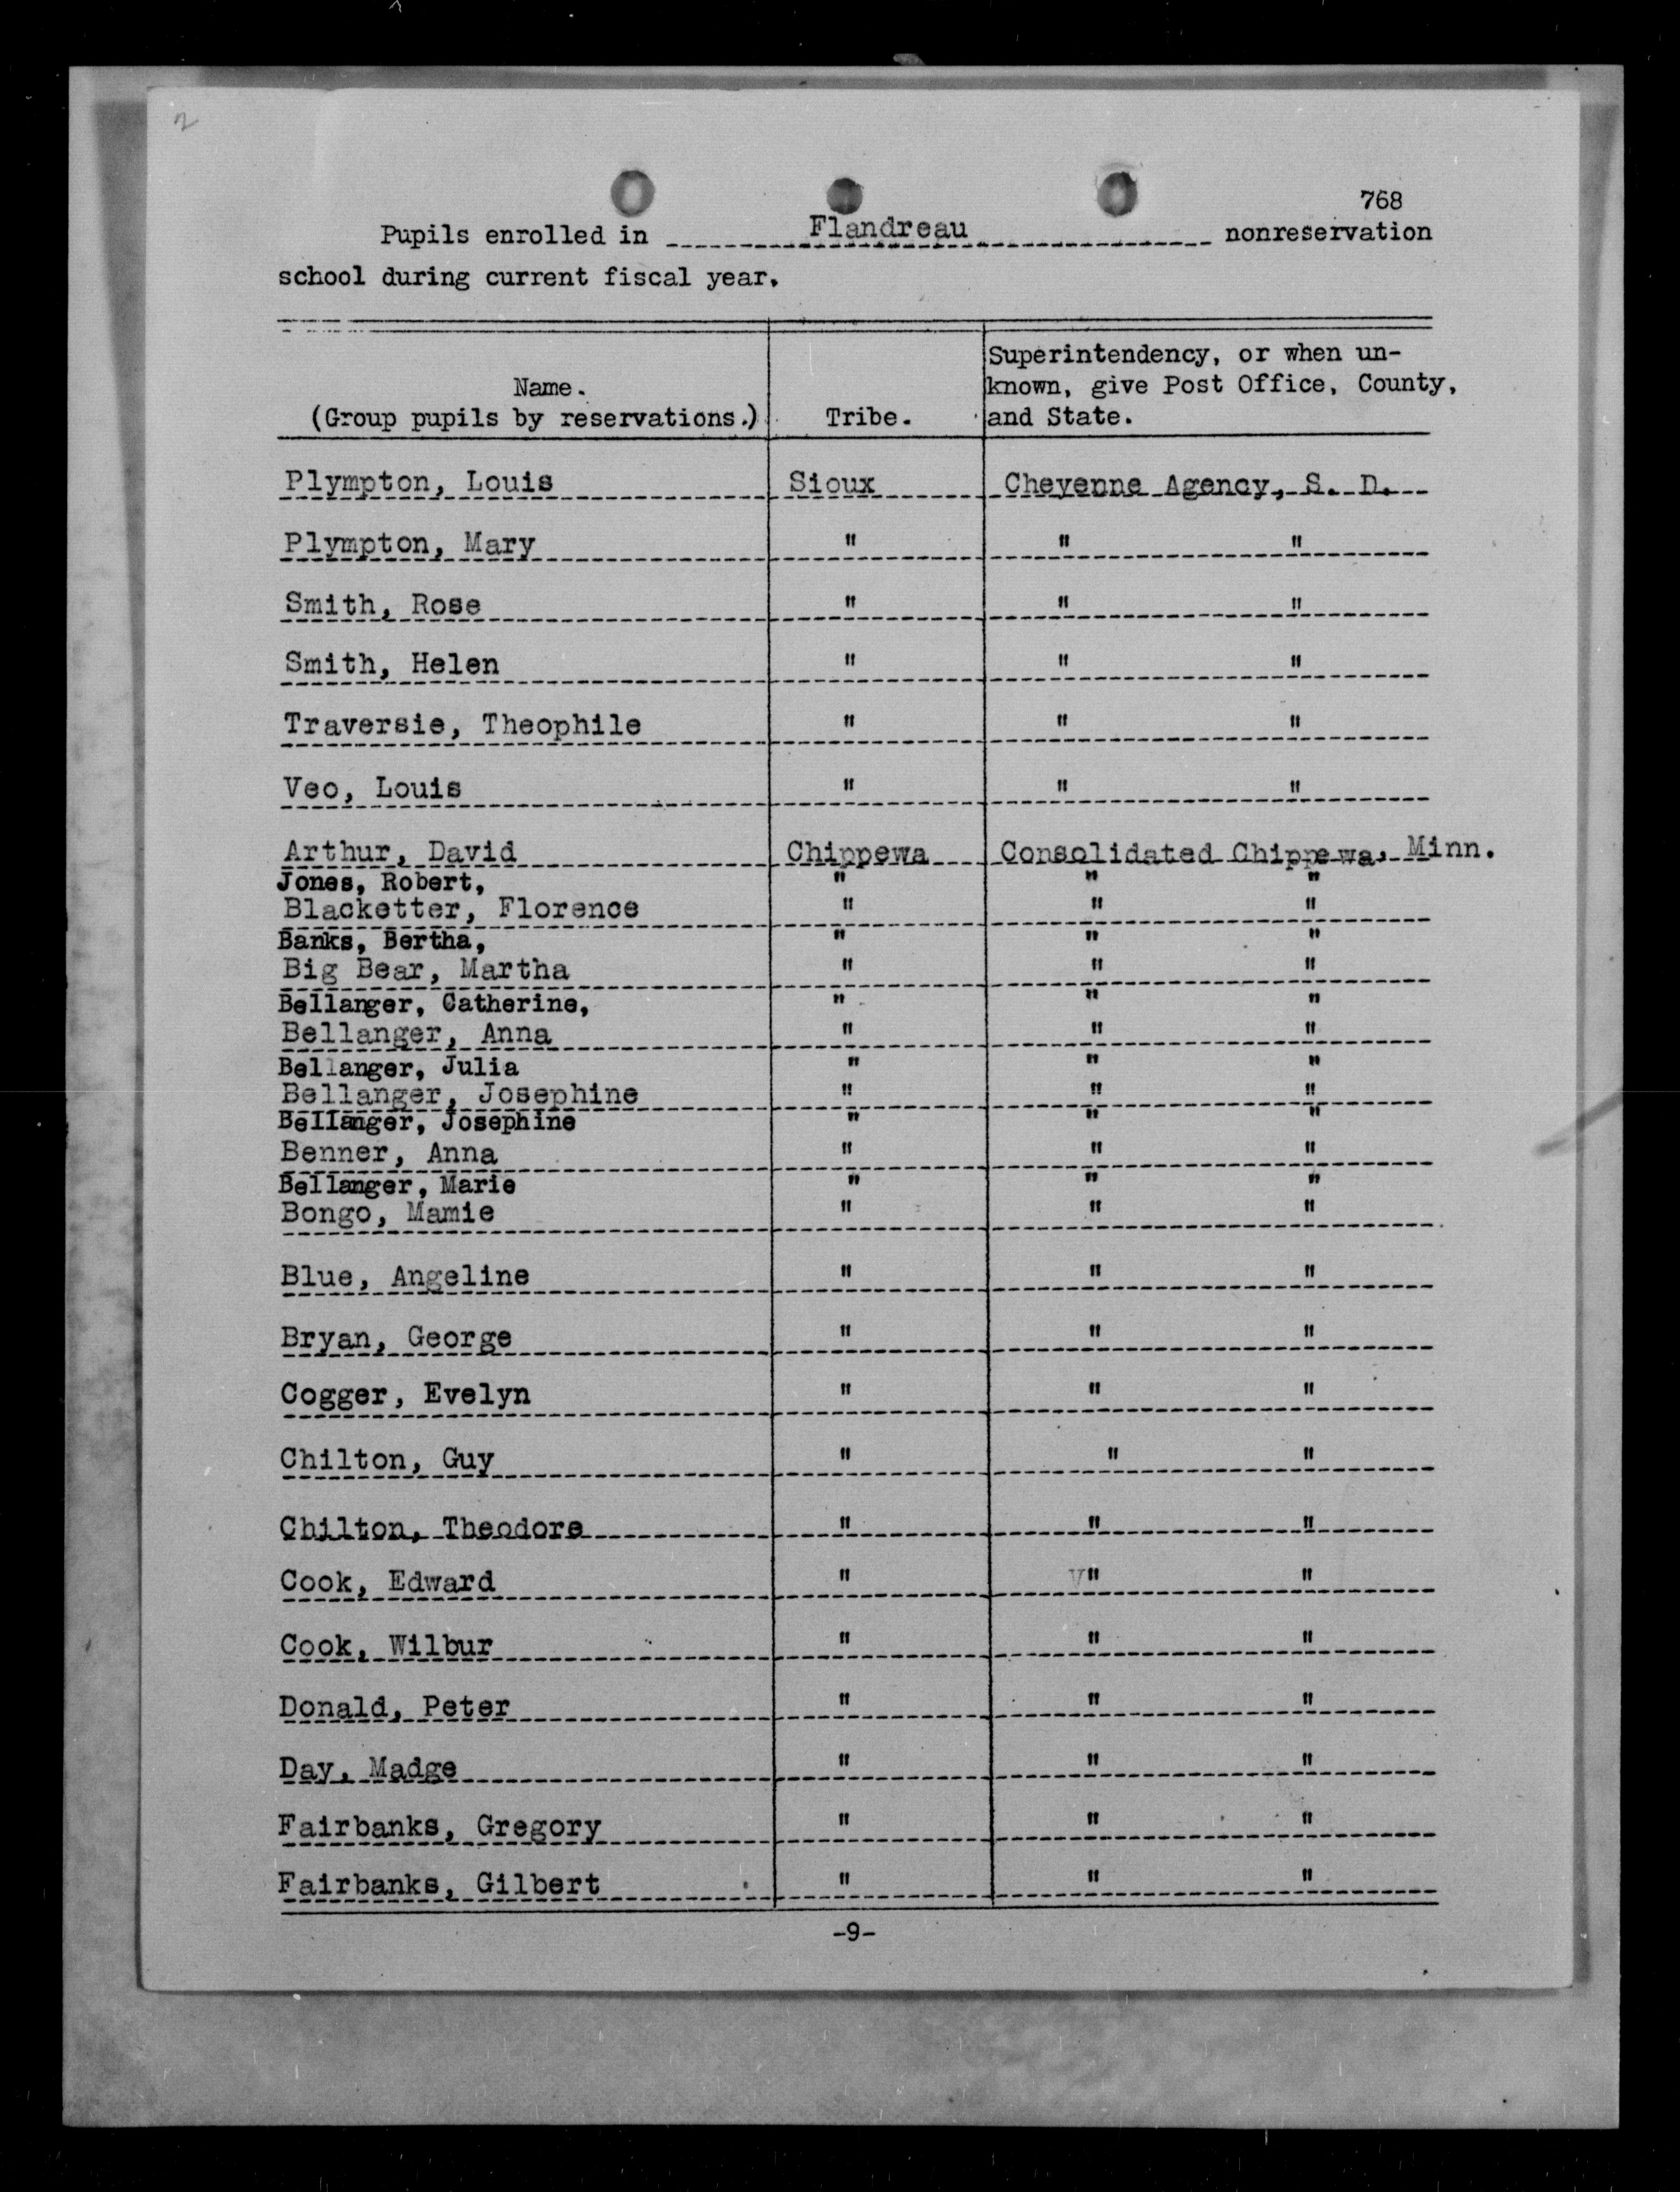 2
768
Pupils enrolled in Flandreau nonreservation
school during current fiscal year.
Superintendency, or when un-
known, give Post Office, County,
and State.
Name.
(Group pupils by reservations.) Tribe.
Plympton, Louis Sioux Cheyenne Agency, S. D.
Plympton, Mary " " "
Smith, Rose " " "
Smith, Helen " " "
Traversie, Theophile " " "
Veo, Louis " " "
Arthur, David Chippewa Consolidated Chippewa, Minn.
Jones, Robert, " " "
Blacketter, Florence " " "
Banks, Bertha, " " "
Big Bear, Martha " " "
Bellanger, Catherine, " " "
Bellanger, Anna " " "
Bellanger, Julia " " "
Bellanger, Josephine " " "
Bellanger, Josephine " " "
Benner, Anna " " "
Bellanger, Marie " " "
Bongo, Mamie " " "
Blue, Angeline " " "
Bryan, George " " "
Cogger, Evelyn " " "
Chilton, Guy " " "
Chilton, Theodore " " "
Cook, Edward " " "
Cook, Wilbur " " "
Donald, Peter " " "
Day, Madge " " "
Fairbanks, Gregory " " "
Fairbanks, Gilbert " " "
-9-